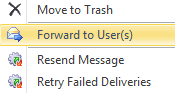 Move to Trash
Forward to User(s)
Resend Message
Retry Failed Deliveries